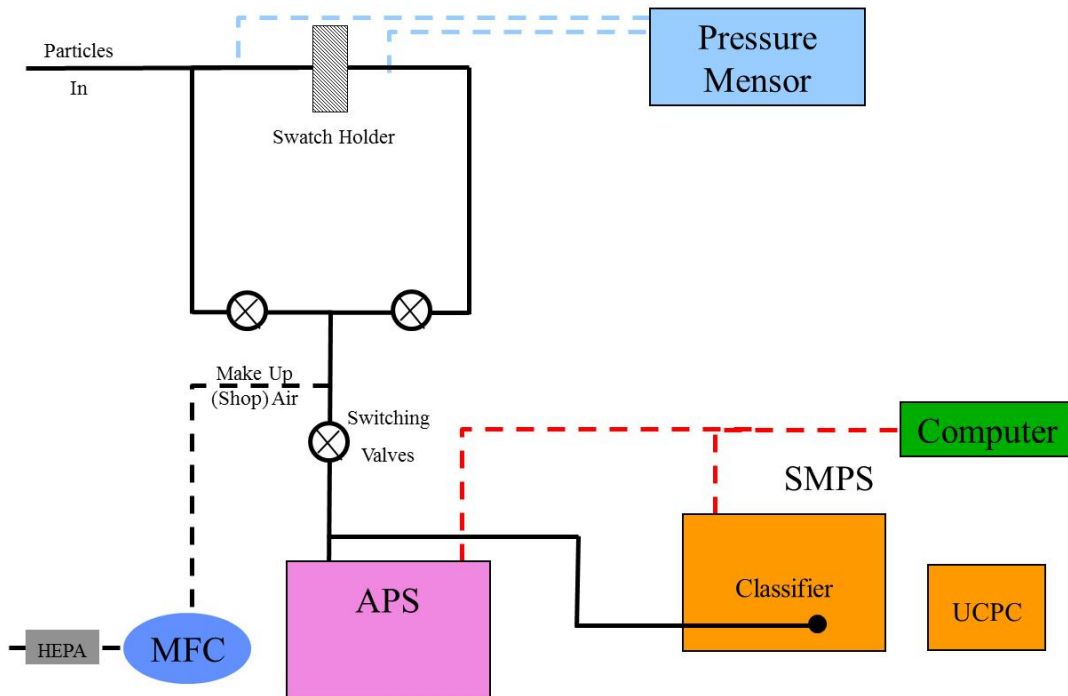 Particles
In
Pressure
Mensor
Swatch Holder
Make Up
(Shop) Air
Switching
Valves
Computer
SMPS
Classifier
UCPC
APS
HEPA
MFC